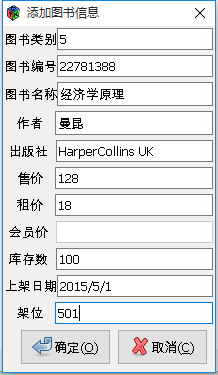 添加图书信息
图书类别 5
图书编号 22781388
图书名称 经济学原理
作者 曼昆
出版社 HarperCollins UK
售价 128
租价 18
会员价
库存数 100
上架日期 2015/5/1
架位 501
确定(O) 取消(C)